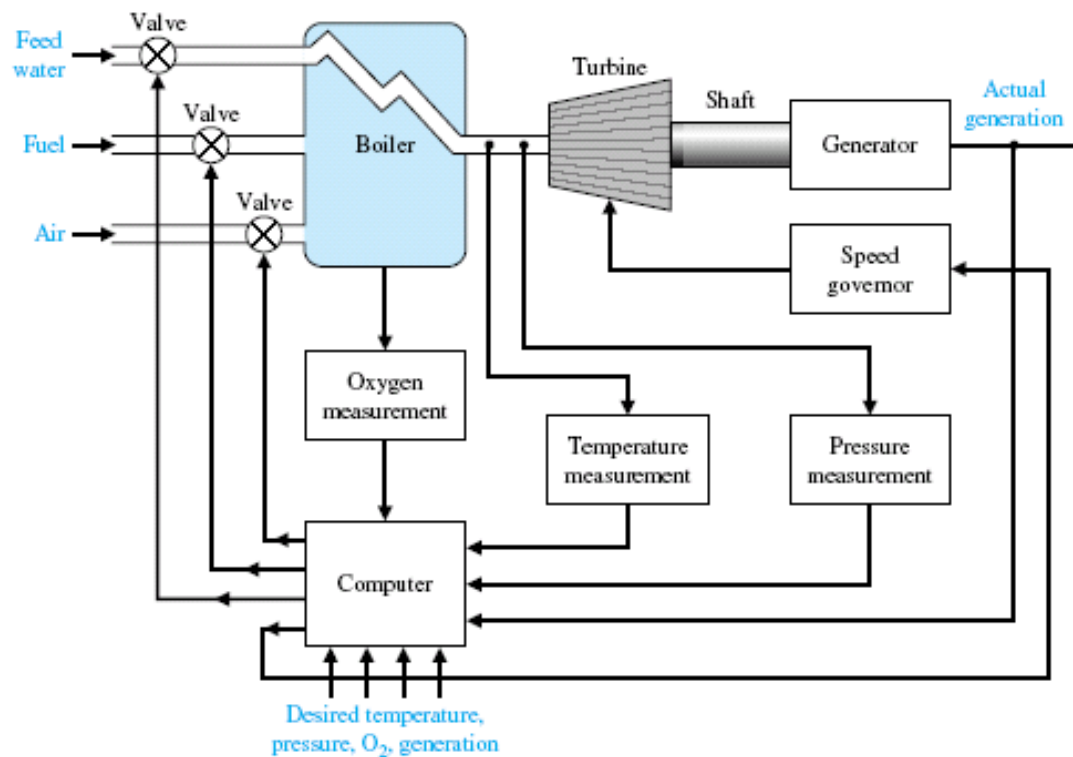 Valve
Feed
water
Turbine
Shaft
Actual
generation
Valve
Fuel
Boiler
Generator
Valve
Air
Speed
governor
Oxygen
measurement
Temperature
measurement
Pressure
measurement
Computer
Desired temperature,
pressure, O₂, generation